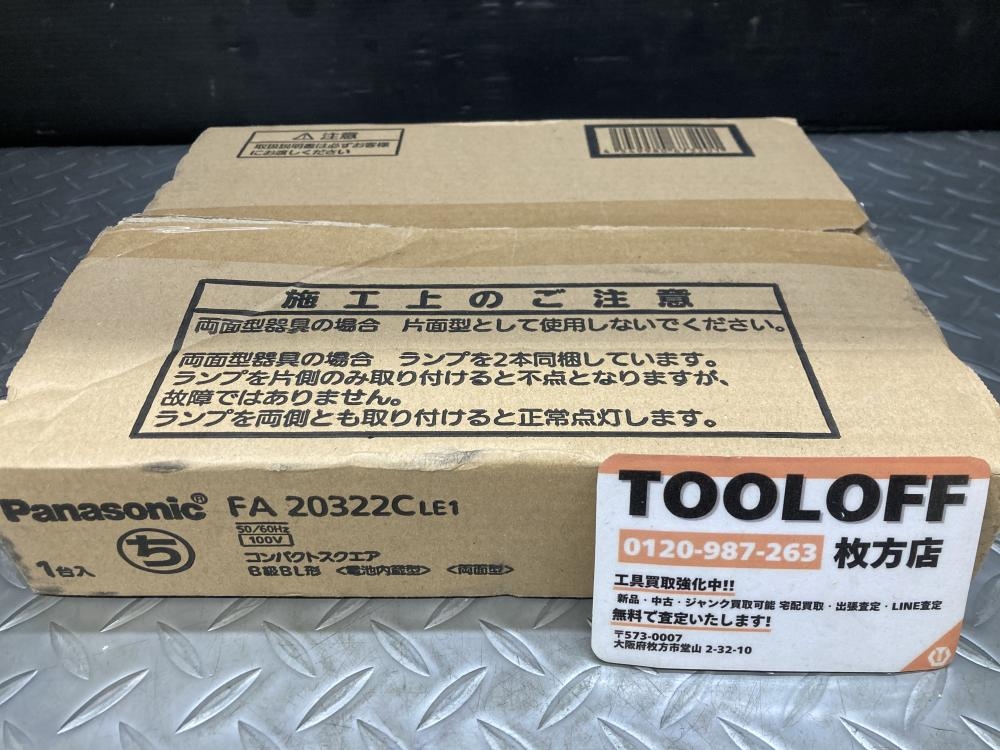 ⚠ 注意
取扱説明書は必ずお客様
にお渡しください
施工上のご注意
両面型器具の場合 片面型として使用しないでください。
両面型器具の場合 ランプを2本同梱しています。
ランプを片側のみ取り付けると不点となりますが、
故障ではありません。
ランプを両側とも取り付けると正常点灯します。
Panasonic® FA 20322C LE1
50/60Hz
100V
ち
1台入
コンパクトスクエア
B級BL形 <電池内蔵型> <両面型>
TOOLOFF
0120-987-263 枚方店
工具買取強化中!!
新品・中古・ジャンク買取可能 宅配買取・出張査定・LINE査定
無料で査定いたします!
〒573-0007
大阪府枚方市堂山 2-32-10